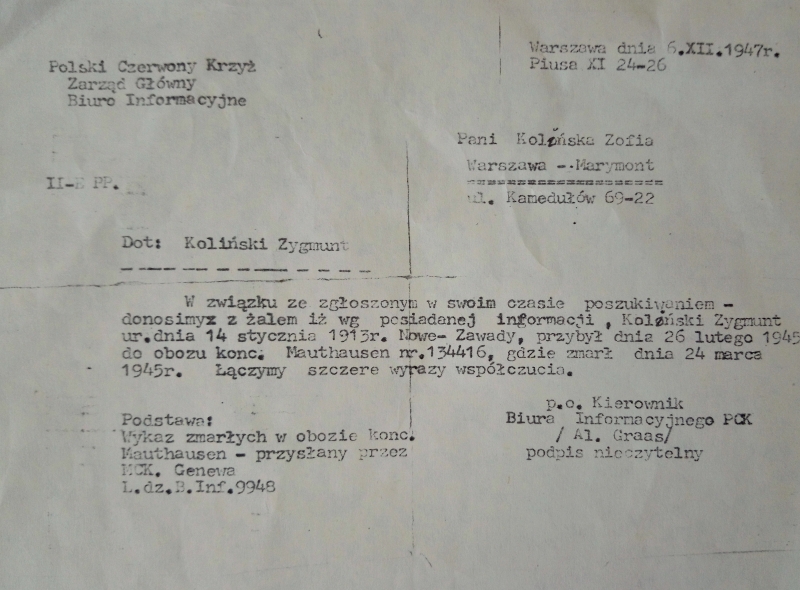 Warszawa dnia 6.XII.1947r.
Piusa XI 24-26
Polski Czerwony Krzyż
Zarząd Główny
Biuro Informacyjne
Pani Kolińska Zofia
Warszawa - Marymont
ul. Kamedułów 69-22
II-E PP.
Dot: Koliński Zygmunt
W związku ze zgłoszonym w swoim czasie poszukiwaniem -
donosimyx z żalem iż wg posiadanej informacji , Koliński Zygmunt
ur.dnia 14 stycznia 1913r. Nowe- Zawady, przybył dnia 26 lutego 1945
do obozu konc. Mauthausen nr.134416, gdzie zmarł dnia 24 marca
1945r. Łączymy szczere wyrazy współczucia.
p.o. Kierownik
Biura Informacyjnego PCK
/ Al. Graas/
podpis nieczytelny
Podstawa:
Wykaz zmarłych w obozie konc.
Mauthausen - przysłany przez
MCK. Genewa
L.dz.B.Inf.9948